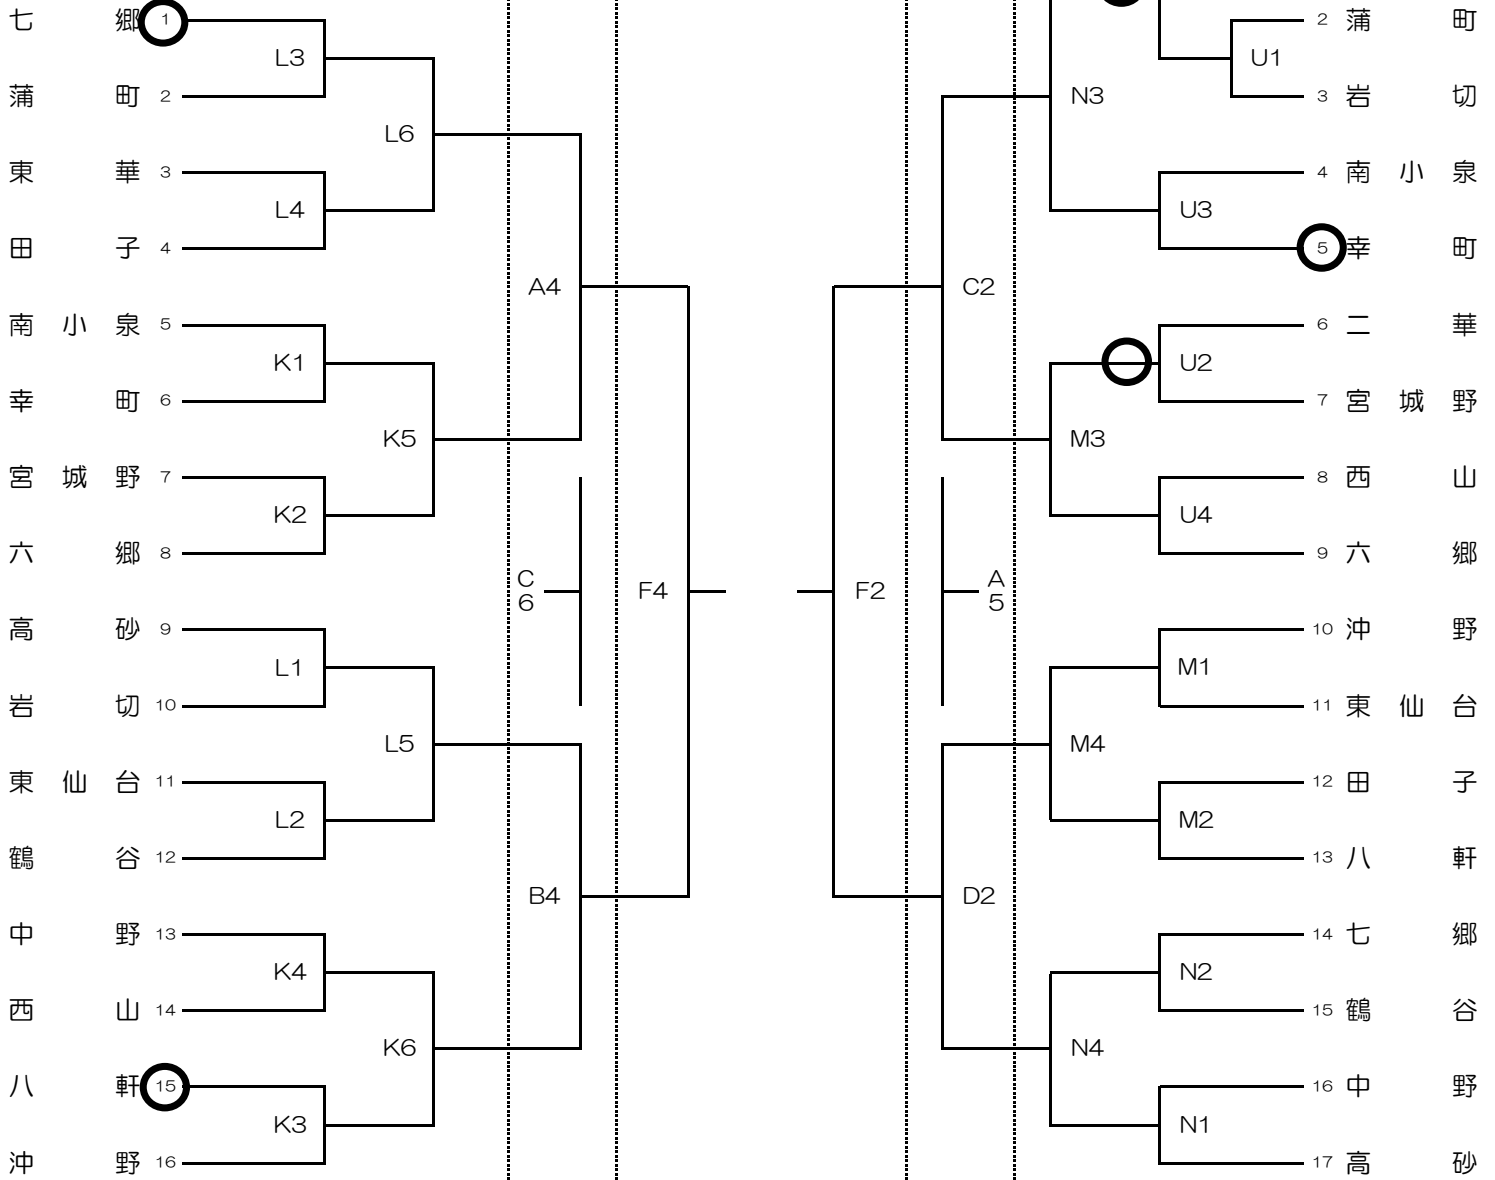 七郷 1
L3
蒲町 2
L6
東華 3
L4
田子 4
A4
南小泉 5
K1
幸町 6
K5
宮城野 7
K2
六郷 8
C
6
F4
高砂 9
L1
岩切 10
L5
東仙台 11
L2
鶴谷 12
B4
中野 13
K4
西山 14
K6
八軒 15
K3
沖野 16
2 蒲町
U1
3 岩切
N3
4 南小泉
U3
5 幸町
C2
6 二華
U2
7 宮城野
M3
8 西山
U4
9 六郷
F2
A
5
10 沖野
M1
11 東仙台
M4
12 田子
M2
13 八軒
D2
14 七郷
N2
15 鶴谷
N4
16 中野
N1
17 高砂